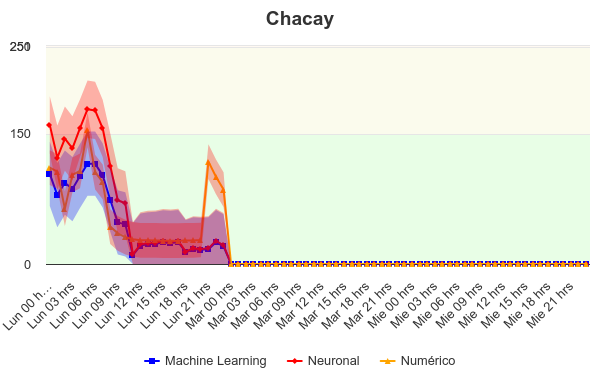 Chacay
250
150
0
Lun 00 h...
Lun 03 hrs
Lun 06 hrs
Lun 09 hrs
Lun 12 hrs
Lun 15 hrs
Lun 18 hrs
Lun 21 hrs
Mar 00 hrs
Mar 03 hrs
Mar 06 hrs
Mar 09 hrs
Mar 12 hrs
Mar 15 hrs
Mar 18 hrs
Mar 21 hrs
Mie 00 hrs
Mie 03 hrs
Mie 06 hrs
Mie 09 hrs
Mie 12 hrs
Mie 15 hrs
Mie 18 hrs
Mie 21 hrs
Machine Learning Neuronal Numérico